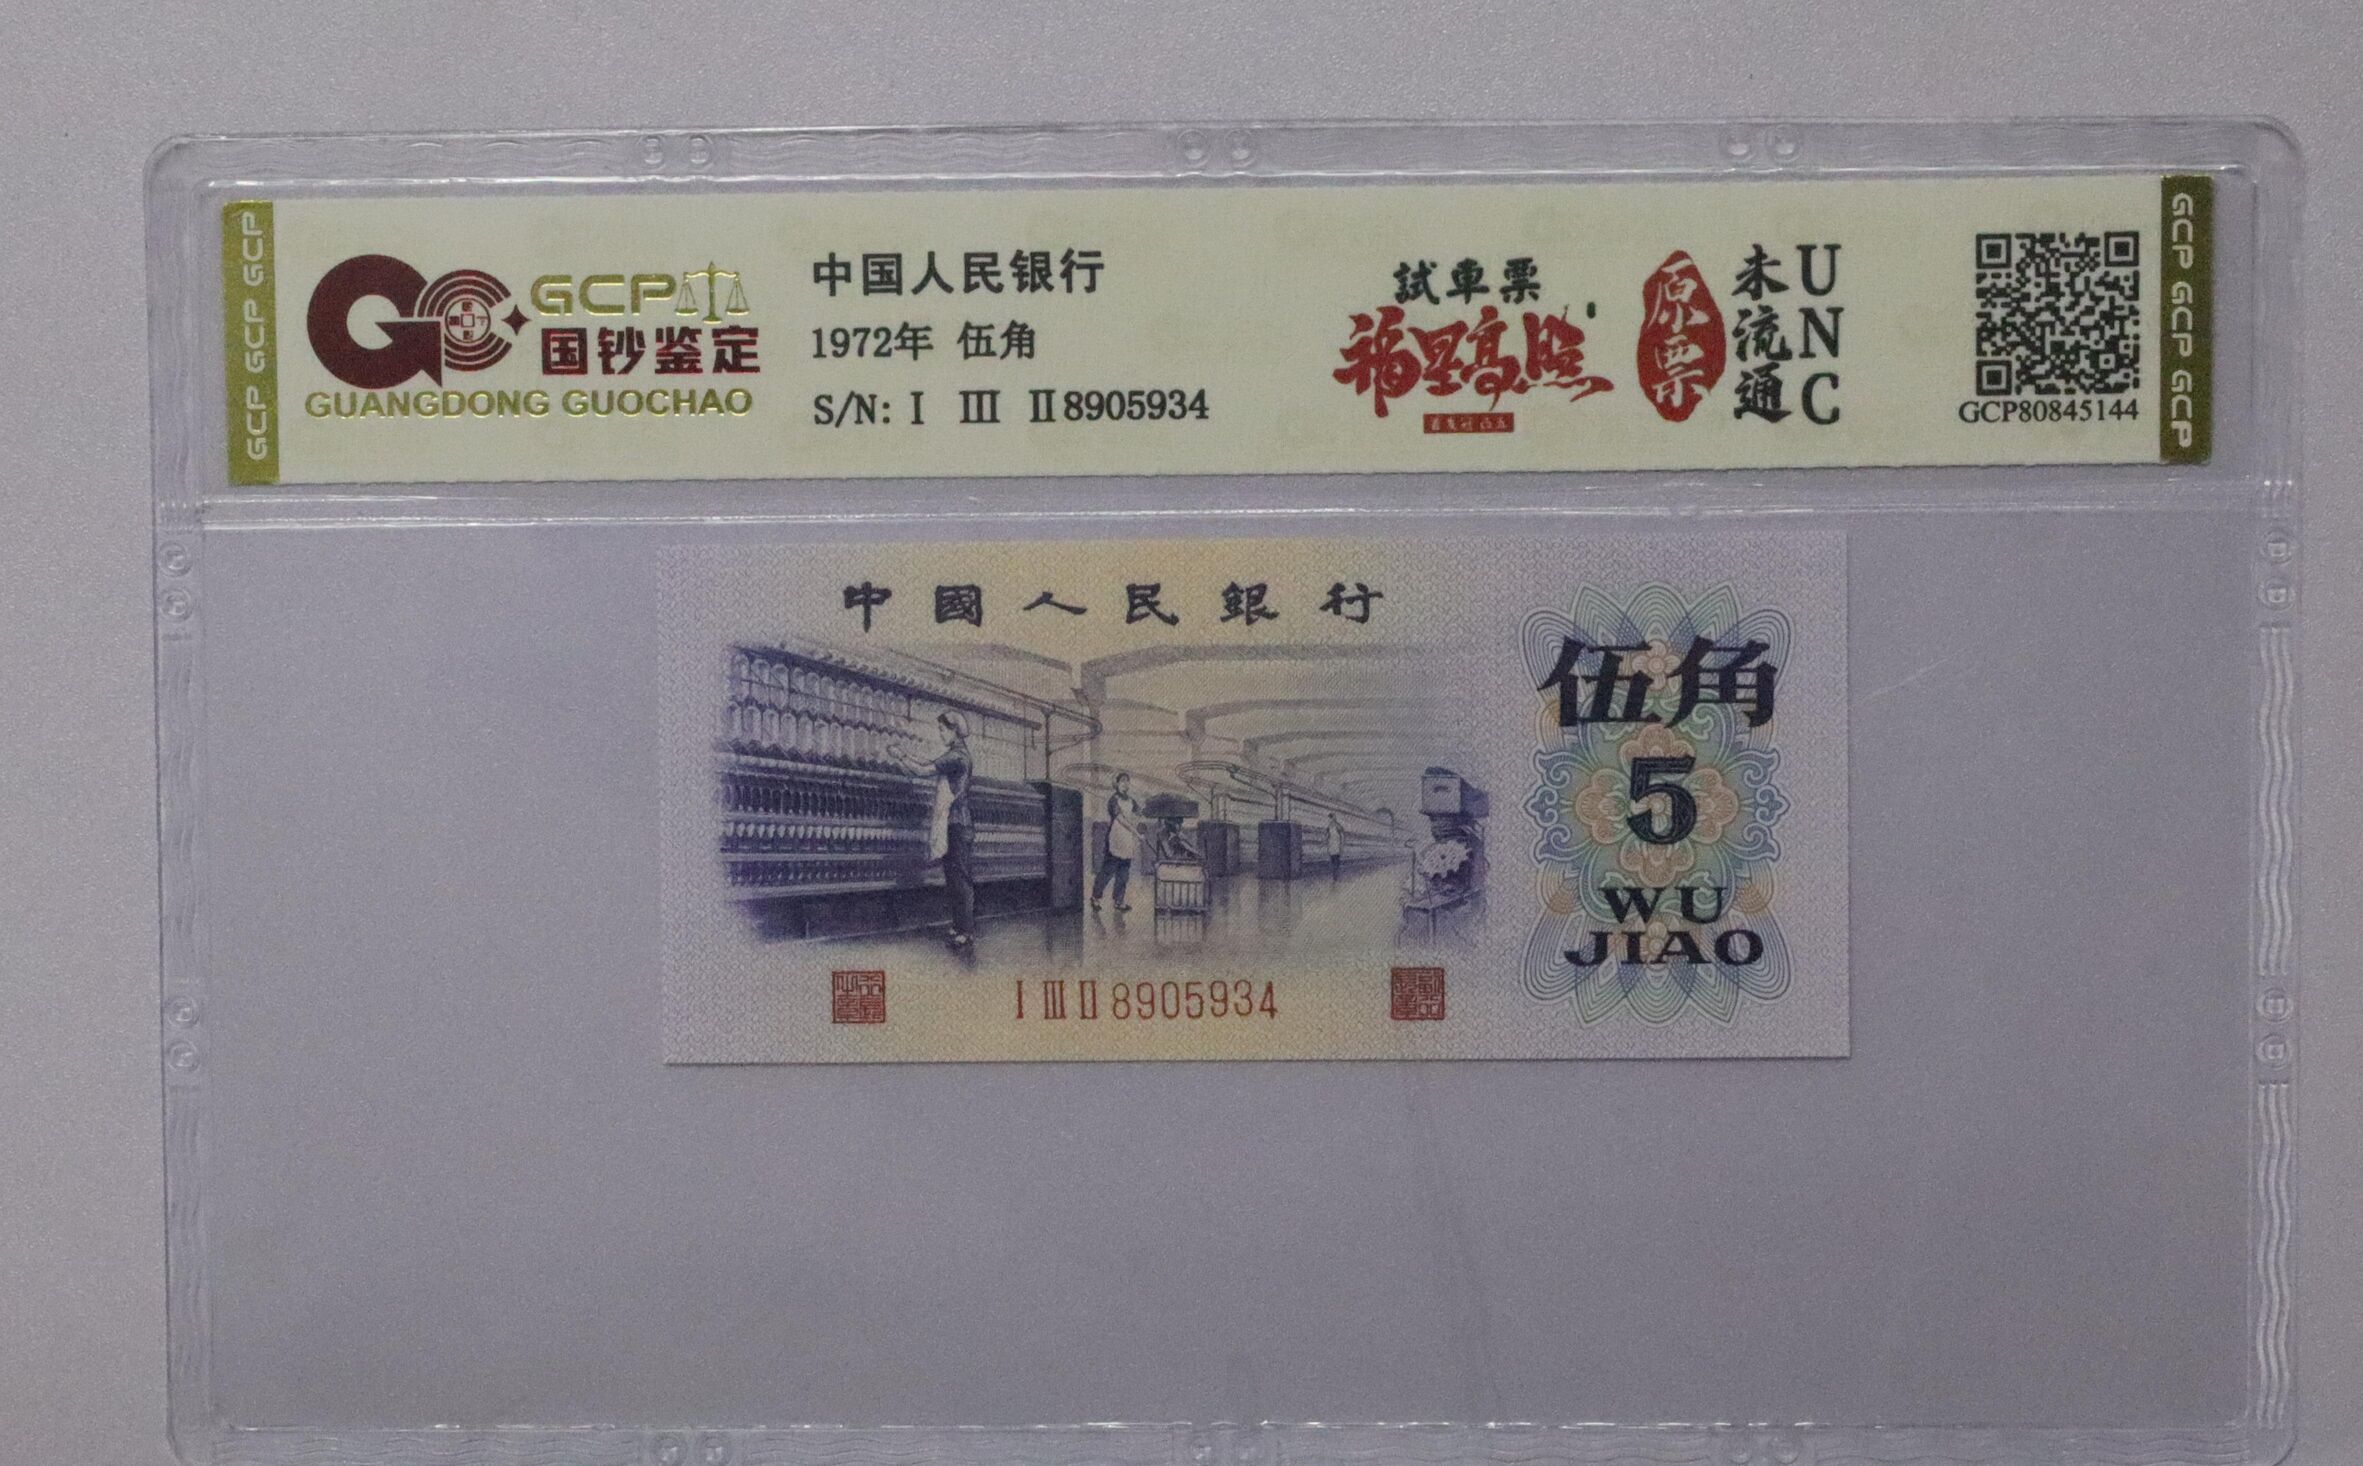 GCP GCP GCP
GCP
国钞鉴定
GUANGDONG GUOCHAO
中国人民银行
1972年 伍角
S/N: I III II8905934
試車票
福星高照
原票
未流通
UNC
GCP80845144
GCP GCP GCP
中國人民銀行
伍角
5
WU
JIAO
I III II 8905934